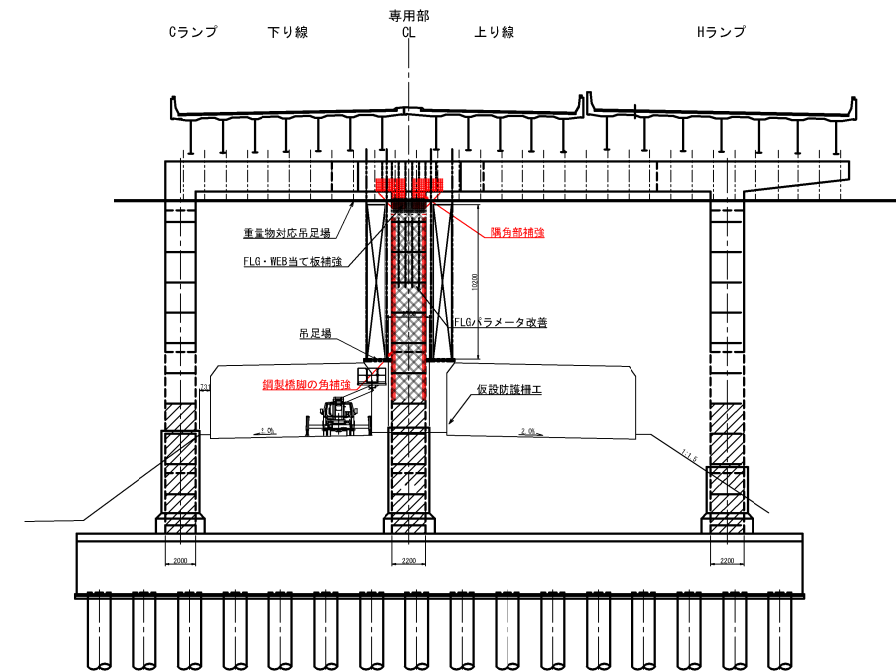 専用部
Cランプ 下り線 CL 上り線 Hランプ
重量物対応吊足場
隅角部補強
FLG・WEB当て板補強
10200
FLGパラメータ改善
吊足場
鋼製橋脚の角補強
仮設防護柵工
731
2.0%
1:1.5
2000
2200
2200